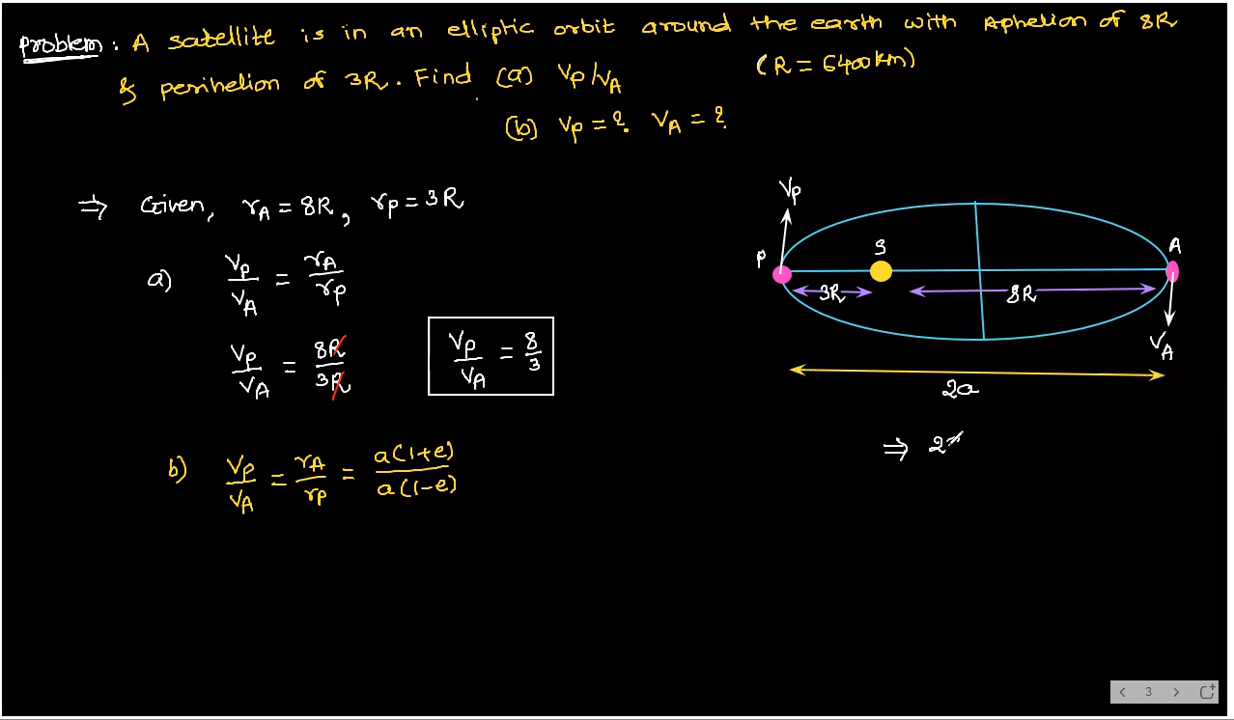 Problem : A satellite is in an elliptic orbit around the earth with Aphelion of 8R
& perihelion of 3R. Find (a) Vp/VA (R = 6400km)
(b) Vp = ? VA = ?
⇒ Given, rA = 8R, rp = 3R
a) Vp/VA = rA/rp
Vp/VA = 8R/3R
Vp/VA = 8/3
b) Vp/VA = rA/rp = a(1+e)/a(1-e)
Vp
P
S
A
3R
8R
VA
2a
⇒ 2
< 3 >